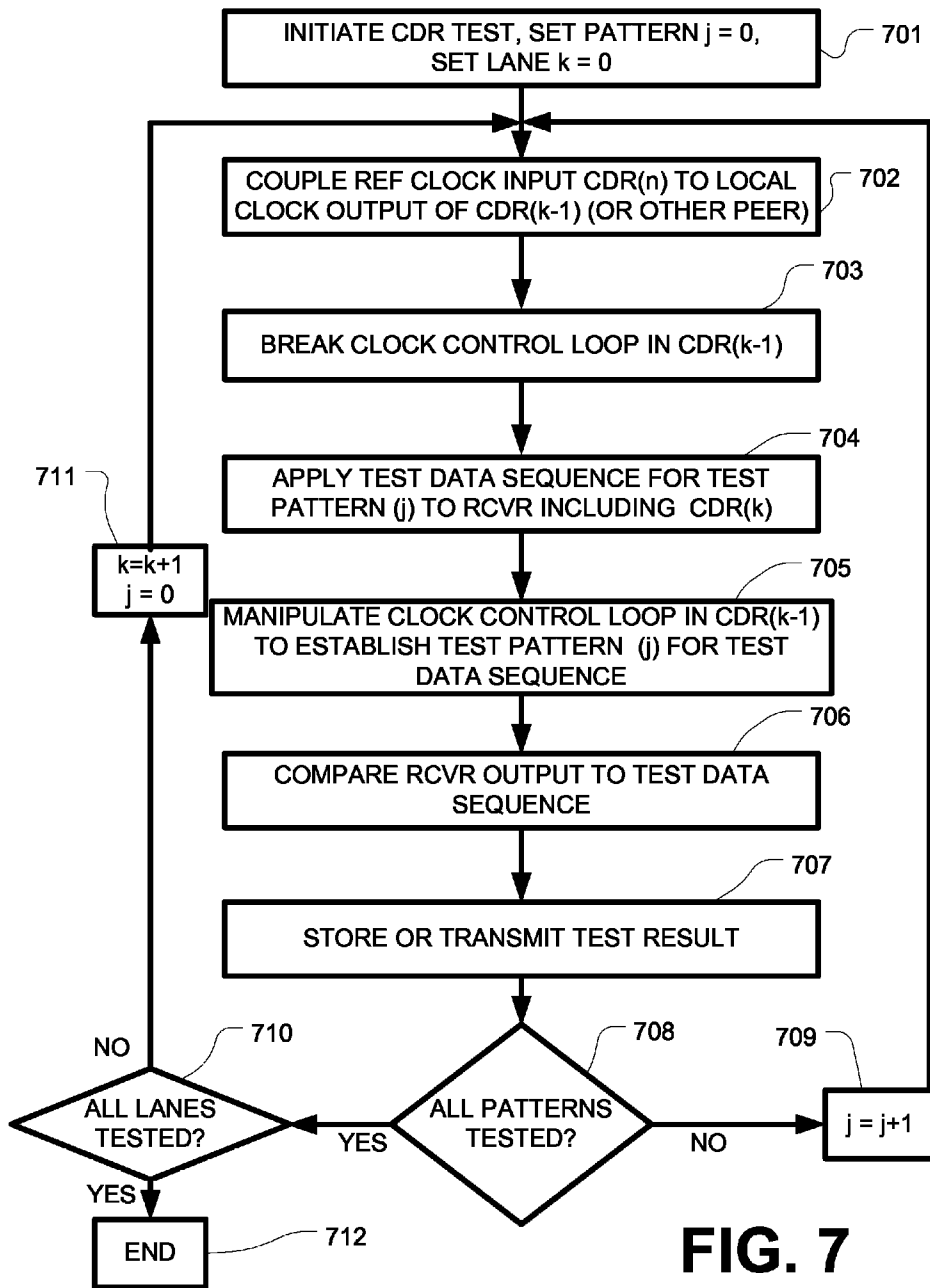 INITIATE CDR TEST, SET PATTERN j = 0,
SET LANE k = 0
701
COUPLE REF CLOCK INPUT CDR(n) TO LOCAL
CLOCK OUTPUT OF CDR(k-1) (OR OTHER PEER)
702
703
BREAK CLOCK CONTROL LOOP IN CDR(k-1)
704
APPLY TEST DATA SEQUENCE FOR TEST
PATTERN (j) TO RCVR INCLUDING CDR(k)
711
k=k+1
j = 0
705
MANIPULATE CLOCK CONTROL LOOP IN CDR(k-1)
TO ESTABLISH TEST PATTERN (j) FOR TEST
DATA SEQUENCE
706
COMPARE RCVR OUTPUT TO TEST DATA
SEQUENCE
707
STORE OR TRANSMIT TEST RESULT
708
ALL PATTERNS
TESTED?
NO
709
j = j+1
YES
710
ALL LANES
TESTED?
NO
YES
END
712
FIG. 7